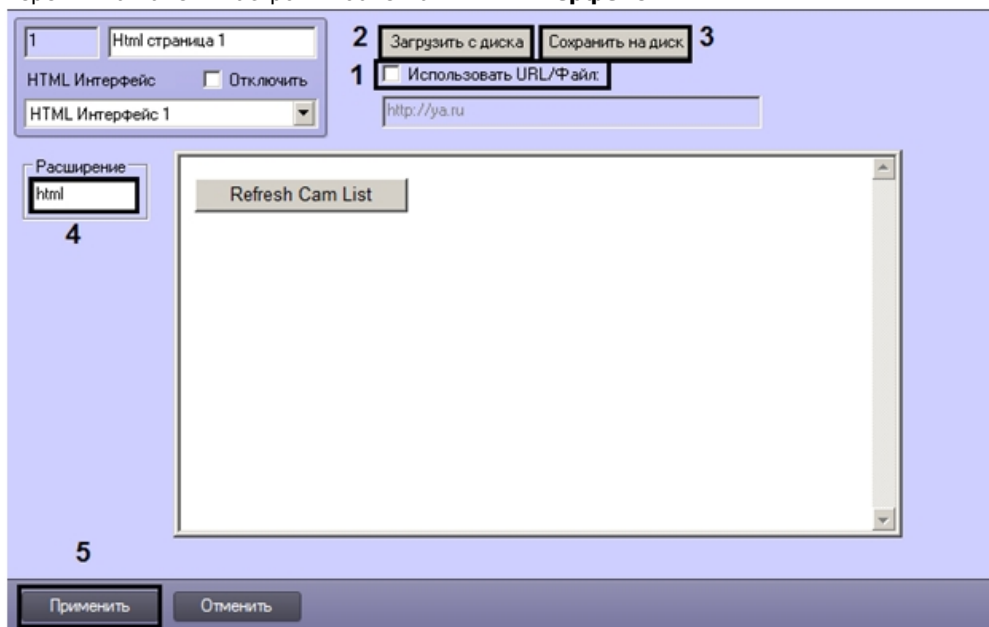 1 Html страница 1
2 Загрузить с диска Сохранить на диск 3
HTML Интерфейс Отключить
1 Использовать URL/Файл:
HTML Интерфейс 1
http://ya.ru
Расширение
html
Refresh Cam List
4
5
Применить Отменить